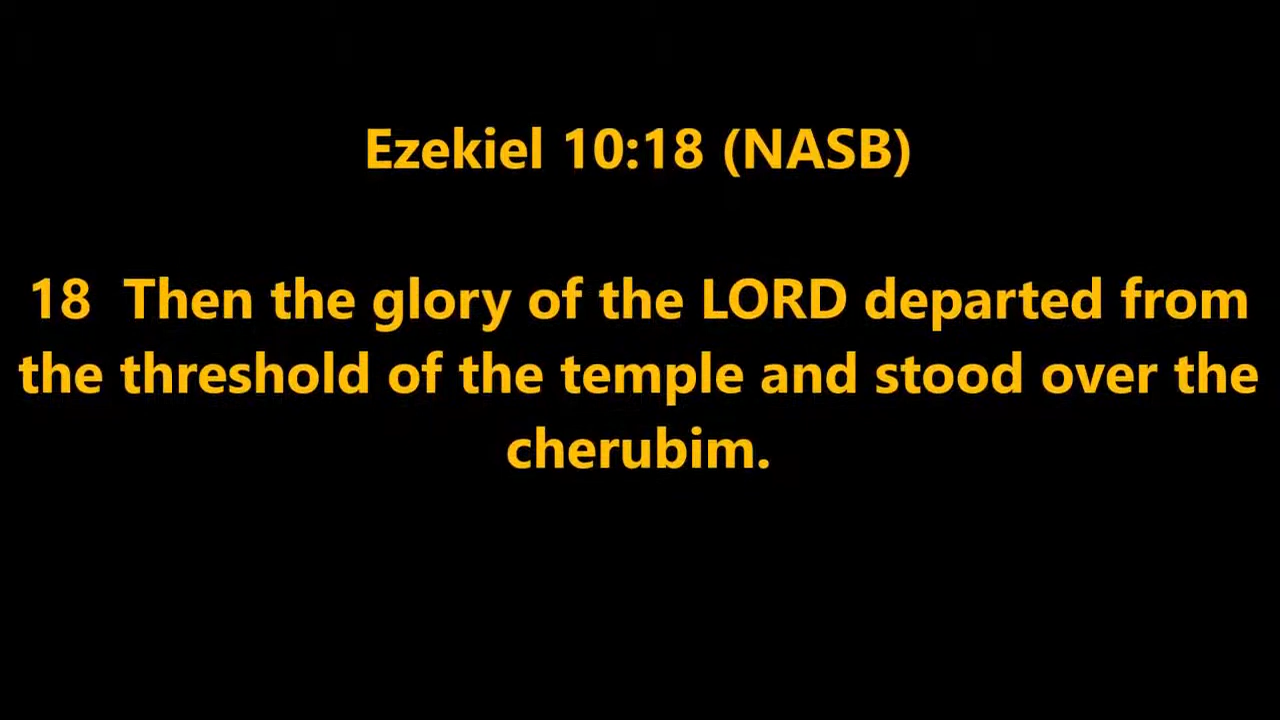 Ezekiel 10:18 (NASB)
18  Then the glory of the LORD departed from
the threshold of the temple and stood over the
cherubim.